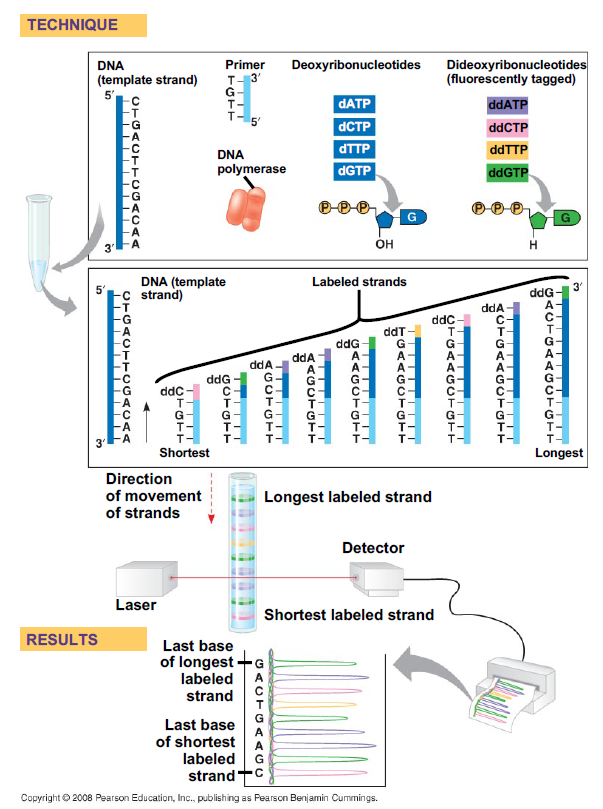 TECHNIQUE
DNA
(template strand)
5′
C
T
G
A
C
T
T
C
G
A
C
A
A
3′
Primer
T
3′
G
T
T
5′
DNA
polymerase
Deoxyribonucleotides
dATP
dCTP
dTTP
dGTP
P P P
G
OH
Dideoxyribonucleotides
(fluorescently tagged)
ddATP
ddCTP
ddTTP
ddGTP
P P P
G
H
5′
DNA (template
strand)
C
T
G
A
C
T
T
C
G
A
C
A
A
3′
Labeled strands
ddC
T
G
T
T
Shortest
ddG
C
T
G
T
T
ddA
G
C
T
G
T
T
ddA
A
G
C
T
G
T
T
ddG
A
A
G
C
T
G
T
T
ddT
G
A
A
G
C
T
G
T
T
ddC
T
G
A
A
G
C
T
G
T
T
ddA
C
T
G
A
A
G
C
T
G
T
T
ddG
3′
A
C
T
G
A
A
G
C
T
G
T
T
Longest
Direction
of movement
of strands
Longest labeled strand
Detector
Laser
Shortest labeled strand
RESULTS
Last base
of longest
labeled
strand
Last base
of shortest
labeled
strand
G
A
C
T
G
A
A
G
C
Copyright © 2008 Pearson Education, Inc., publishing as Pearson Benjamin Cummings.